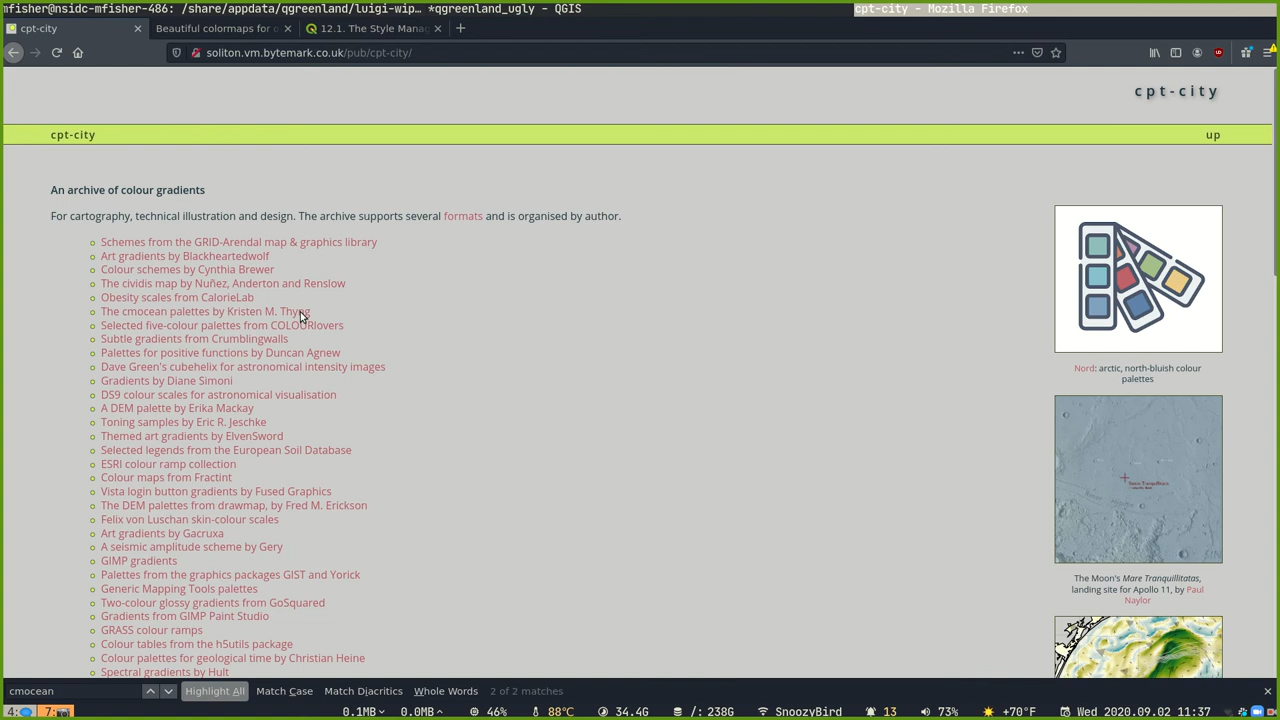 mfisher@nsidc-mfisher-486: /share/appdata/qgreenland/luigi-wip… *qgreenland_ugly — QGIS
cpt-city - Mozilla Firefox
cpt-city
Beautiful colormaps for o
12.1. The Style Manag
soliton.vm.bytemark.co.uk/pub/cpt-city/
cpt-city
cpt-city
up
An archive of colour gradients
For cartography, technical illustration and design. The archive supports several formats and is organised by author.
Schemes from the GRID-Arendal map & graphics library
Art gradients by Blackheartedwolf
Colour schemes by Cynthia Brewer
The cividis map by Nuñez, Anderton and Renslow
Obesity scales from CalorieLab
The cmocean palettes by Kristen M. Thyng
Selected five-colour palettes from COLOURlovers
Subtle gradients from Crumblingwalls
Palettes for positive functions by Duncan Agnew
Dave Green's cubehelix for astronomical intensity images
Gradients by Diane Simoni
DS9 colour scales for astronomical visualisation
A DEM palette by Erika Mackay
Toning samples by Eric R. Jeschke
Themed art gradients by ElvenSword
Selected legends from the European Soil Database
ESRI colour ramp collection
Colour maps from Fractint
Vista login button gradients by Fused Graphics
The DEM palettes from drawmap, by Fred M. Erickson
Felix von Luschan skin-colour scales
Art gradients by Gacruxa
A seismic amplitude scheme by Gery
GIMP gradients
Palettes from the graphics packages GIST and Yorick
Generic Mapping Tools palettes
Two-colour glossy gradients from GoSquared
Gradients from GIMP Paint Studio
GRASS colour ramps
Colour tables from the h5utils package
Colour palettes for geological time by Christian Heine
Spectral gradients by Hult
Nord: arctic, north-bluish colour
palettes
The Moon's Mare Tranquillitatas,
landing site for Apollo 11, by Paul
Naylor
cmocean
Highlight All
Match Case
Match Diacritics
Whole Words
2 of 2 matches
4: 7: 0.1MB 0.0MB 46% 88°C 34.4G /: 238G SnoozyBird 13 73% +70°F Wed 2020.09.02 11:37